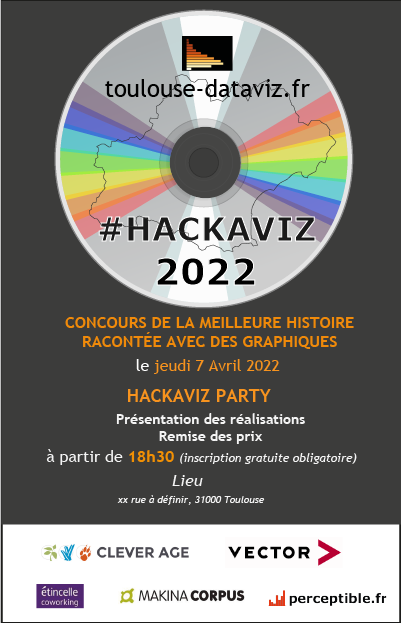 toulouse-dataviz.fr
#HACKAVIZ
2022
CONCOURS DE LA MEILLEURE HISTOIRE
RACONTÉE AVEC DES GRAPHIQUES
le jeudi 7 Avril 2022
HACKAVIZ PARTY
Présentation des réalisations
Remise des prix
à partir de 18h30 (inscription gratuite obligatoire)
Lieu
xx rue à définir, 31000 Toulouse
CLEVER AGE
VECTOR
étincelle
coworking
MAKINA CORPUS
perceptible.fr